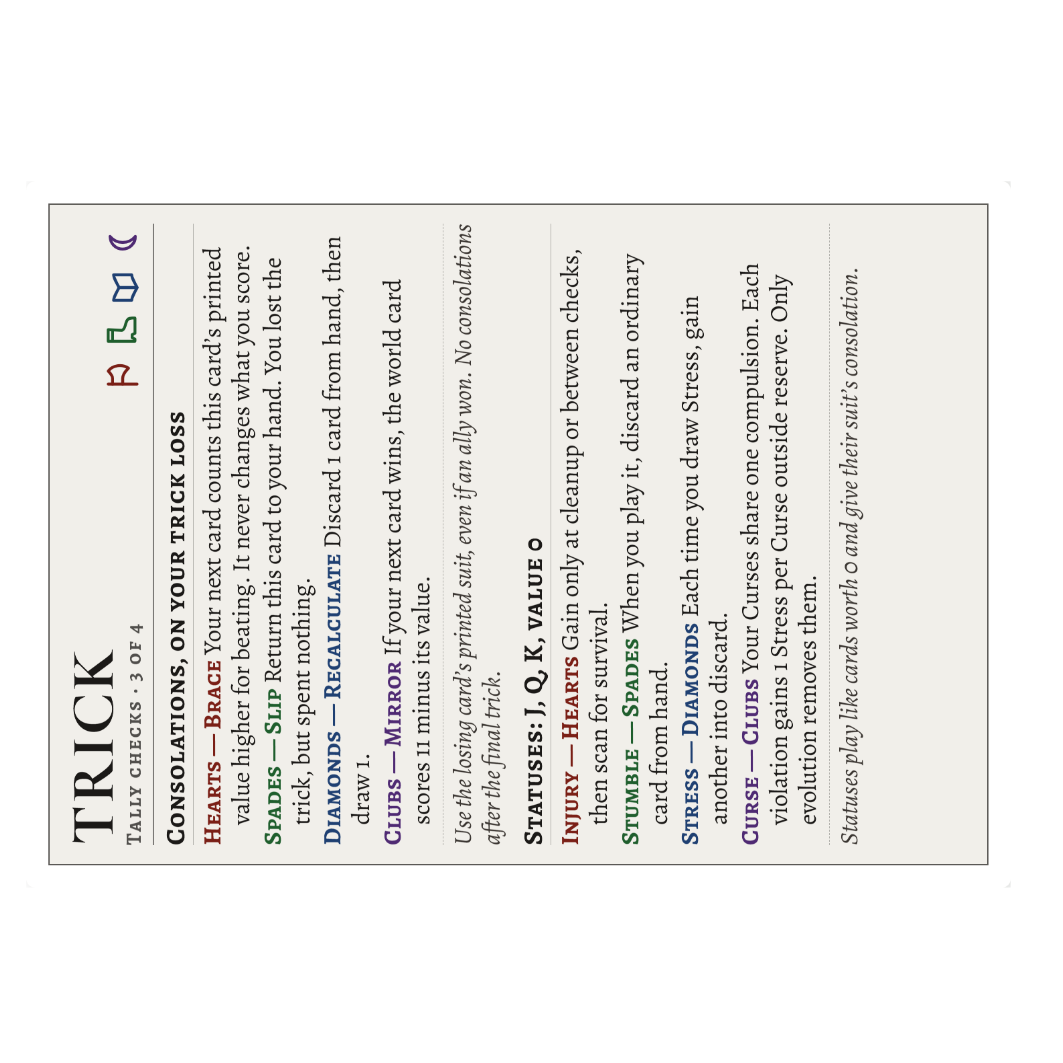 TRICK
TALLY CHECKS · 3 OF 4
CONSOLATIONS, ON YOUR TRICK LOSS
HEARTS — BRACE Your next card counts this card's printed
value higher for beating. It never changes what you score.
SPADES — SLIP Return this card to your hand. You lost the
trick, but spent nothing.
DIAMONDS — RECALCULATE Discard 1 card from hand, then
draw 1.
CLUBS — MIRROR If your next card wins, the world card
scores 11 minus its value.
Use the losing card's printed suit, even if an ally won. No consolations
after the final trick.
STATUSES: J, Q, K, VALUE 0
INJURY — HEARTS Gain only at cleanup or between checks,
then scan for survival.
STUMBLE — SPADES When you play it, discard an ordinary
card from hand.
STRESS — DIAMONDS Each time you draw Stress, gain
another into discard.
CURSE — CLUBS Your Curses share one compulsion. Each
violation gains 1 Stress per Curse outside reserve. Only
evolution removes them.
Statuses play like cards worth 0 and give their suit's consolation.